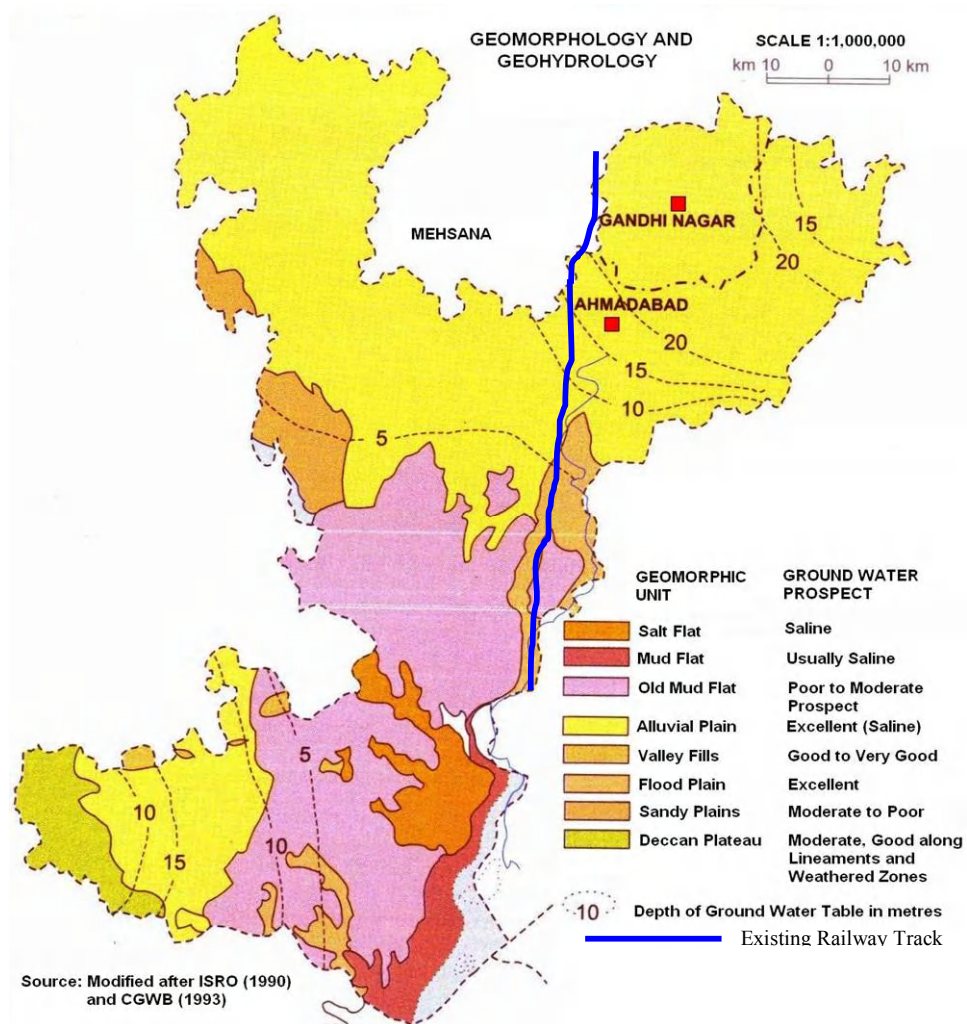 GEOMORPHOLOGY AND
GEOHYDROLOGY
SCALE 1:1,000,000
km 10 0 10 km
MEHSANA
GANDHI NAGAR
15
20
AHMADABAD
20
15
10
5
GEOMORPHIC UNIT
GROUND WATER PROSPECT
Salt Flat Saline
Mud Flat Usually Saline
Old Mud Flat Poor to Moderate
Prospect
Alluvial Plain Excellent (Saline)
Valley Fills Good to Very Good
Flood Plain Excellent
Sandy Plains Moderate to Poor
Deccan Plateau Moderate, Good along
Lineaments and
Weathered Zones
10 Depth of Ground Water Table in metres
Existing Railway Track
5
10
15
10
Source: Modified after ISRO (1990)
and CGWB (1993)